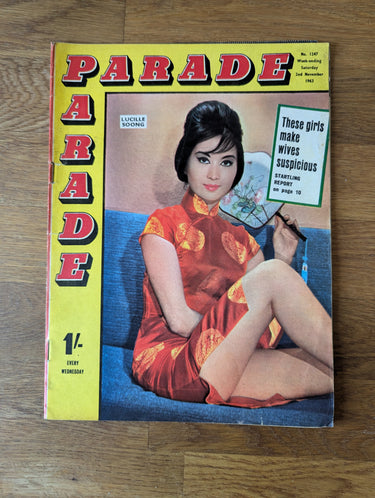 PARADE
PARADE
No. 1247
Week-ending
Saturday
2nd November
1963
LUCILLE
SOONG
These girls
make
wives
suspicious
STARTLING
REPORT
on page 10
1/-
EVERY
WEDNESDAY